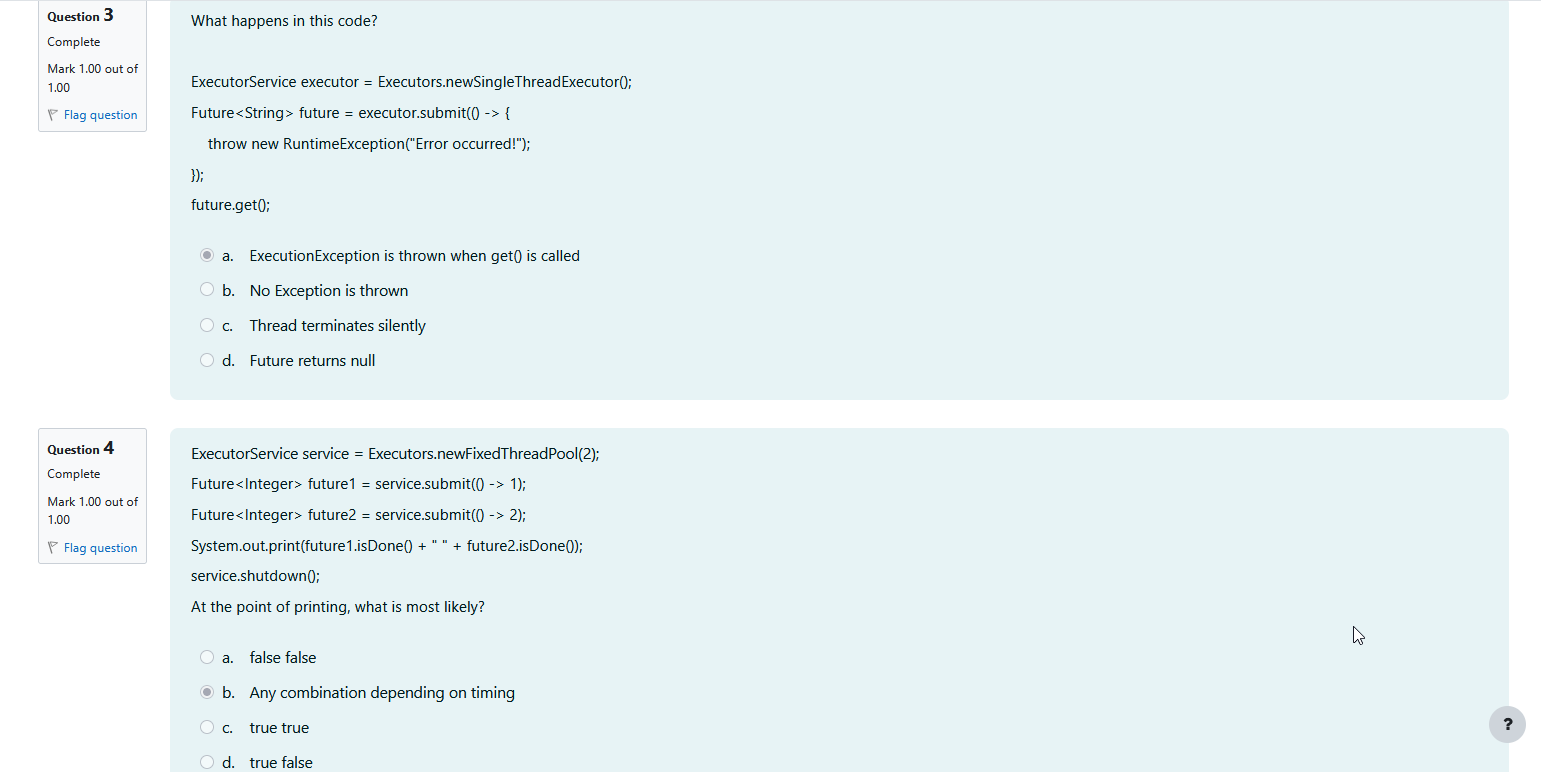 Question 3
Complete
Mark 1.00 out of
1.00
Flag question
What happens in this code?
ExecutorService executor = Executors.newSingleThreadExecutor();
Future<String> future = executor.submit(() -> {
throw new RuntimeException("Error occurred!");
});
future.get();
a. ExecutionException is thrown when get() is called
b. No Exception is thrown
c. Thread terminates silently
d. Future returns null
Question 4
Complete
Mark 1.00 out of
1.00
Flag question
ExecutorService service = Executors.newFixedThreadPool(2);
Future<Integer> future1 = service.submit(() -> 1);
Future<Integer> future2 = service.submit(() -> 2);
System.out.print(future1.isDone() + " " + future2.isDone());
service.shutdown();
At the point of printing, what is most likely?
a. false false
b. Any combination depending on timing
c. true true
d. true false
?